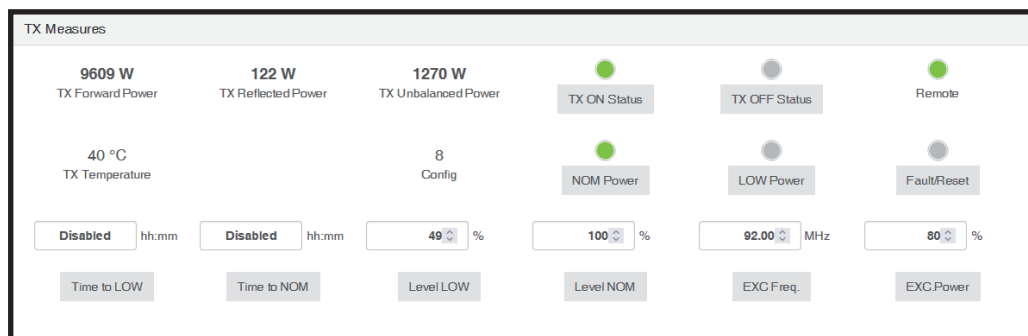 TX Measures
9609 W 122 W 1270 W
TX Forward Power TX Reflected Power TX Unbalanced Power TX ON Status TX OFF Status Remote
40 °C 8
TX Temperature Config NOM Power LOW Power Fault/Reset
Disabled hh:mm Disabled hh:mm 49 % 100 % 92.00 MHz 80 %
Time to LOW Time to NOM Level LOW Level NOM EXC Freq. EXC.Power